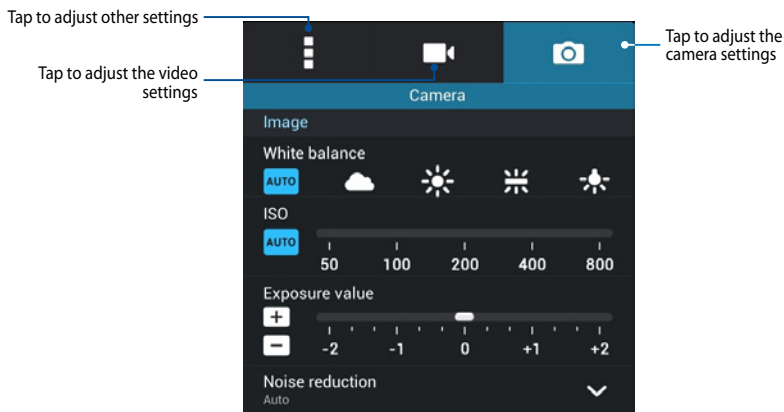 Tap to adjust other settings
Tap to adjust the video
settings
Tap to adjust the
camera settings
Camera
Image
White balance
AUTO
ISO
AUTO
50 100 200 400 800
Exposure value
+
-2 -1 0 +1 +2
−
Noise reduction
Auto